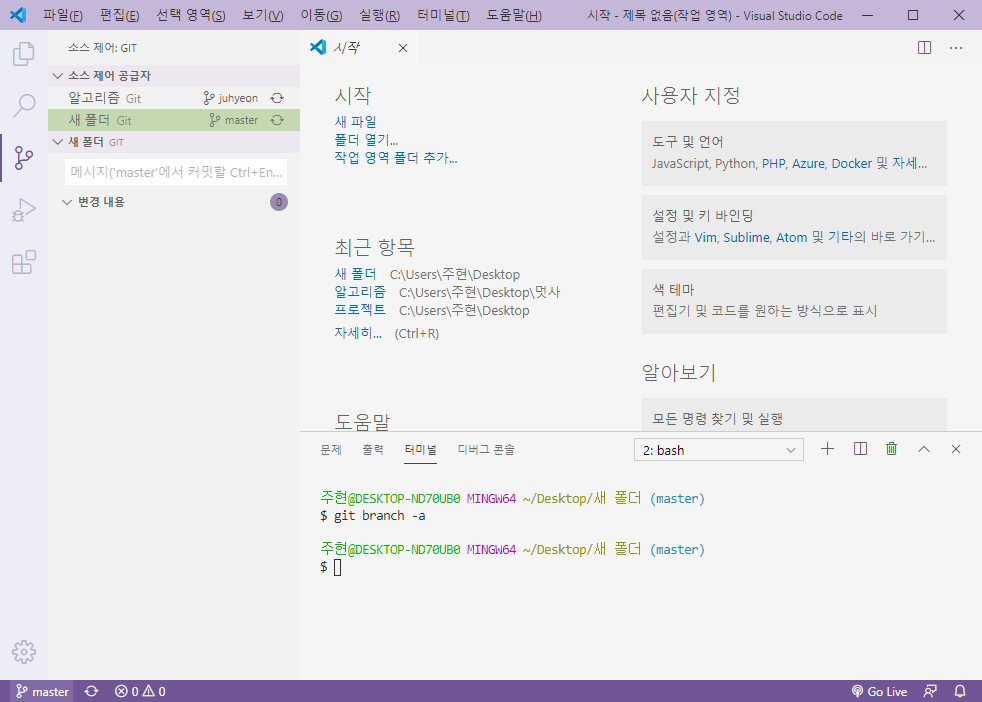 파일(F) 편집(E) 선택 영역(S) 보기(V) 이동(G) 실행(R) 터미널(T) 도움말(H) 시작 - 제목 없음(작업 영역) - Visual Studio Code
소스 제어: GIT
소스 제어 공급자
알고리즘 Git juhyeon
새 폴더 Git master
새 폴더 GIT
메시지('master'에서 커밋할 Ctrl+En...
변경 내용 0
시작
시작
새 파일
폴더 열기...
작업 영역 폴더 추가...
최근 항목
새 폴더 C:\Users\주현\Desktop
알고리즘 C:\Users\주현\Desktop\멋사
프로젝트 C:\Users\주현\Desktop
자세히... (Ctrl+R)
도움말
사용자 지정
도구 및 언어
JavaScript, Python, PHP, Azure, Docker 및 자세...
설정 및 키 바인딩
설정과 Vim, Sublime, Atom 및 기타의 바로 가기...
색 테마
편집기 및 코드를 원하는 방식으로 표시
알아보기
모든 명령 찾기 및 실행
문제 출력 터미널 디버그 콘솔 2: bash
주현@DESKTOP-ND70UB0 MINGW64 ~/Desktop/새 폴더 (master)
$ git branch -a
주현@DESKTOP-ND70UB0 MINGW64 ~/Desktop/새 폴더 (master)
$
master 0 0 Go Live